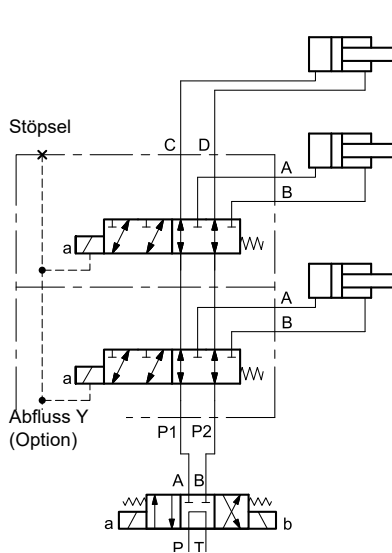 Stöpsel
C D
A
B
a
A
B
a
Abfluss Y
(Option)
P1 P2
A B
a b
P T